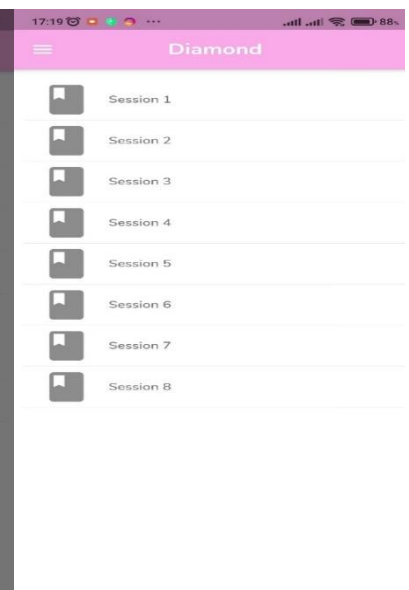 17:19 ... 88%
Diamond
Session 1
Session 2
Session 3
Session 4
Session 5
Session 6
Session 7
Session 8